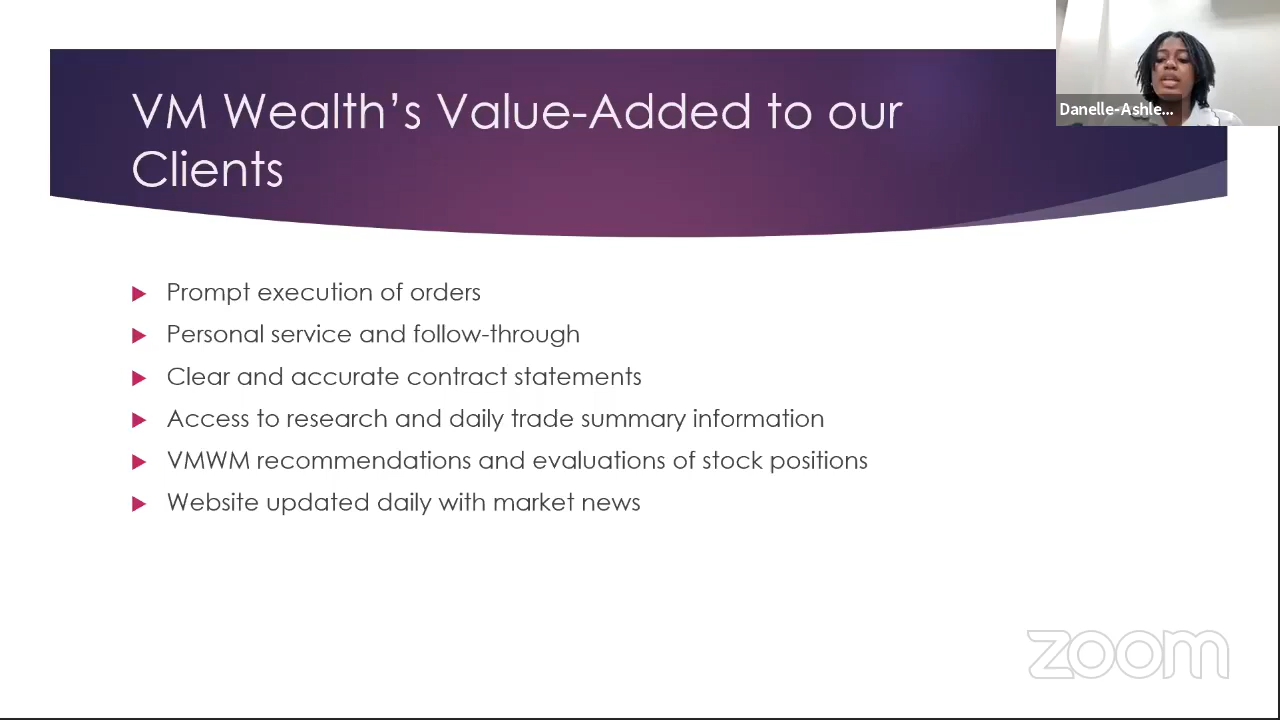 VM Wealth's Value-Added to our
Clients
Danelle-Ashle...
Prompt execution of orders
Personal service and follow-through
Clear and accurate contract statements
Access to research and daily trade summary information
VMWM recommendations and evaluations of stock positions
Website updated daily with market news
zoom